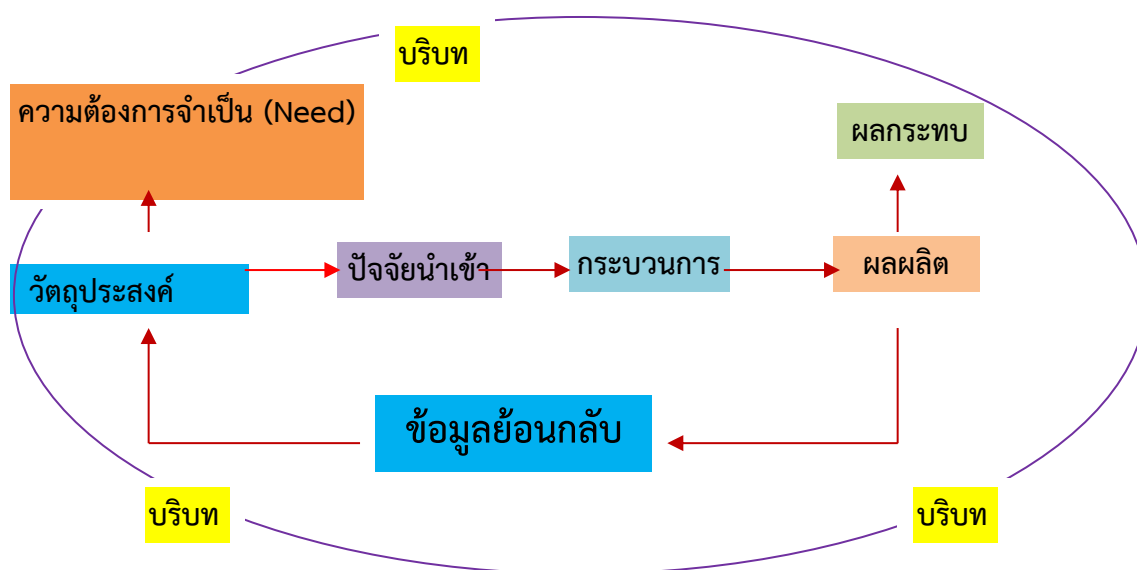 บริบท
ความต้องการจำเป็น (Need)
ผลกระทบ
วัตถุประสงค์
ปัจจัยนำเข้า
กระบวนการ
ผลผลิต
ข้อมูลย้อนกลับ
บริบท
บริบท